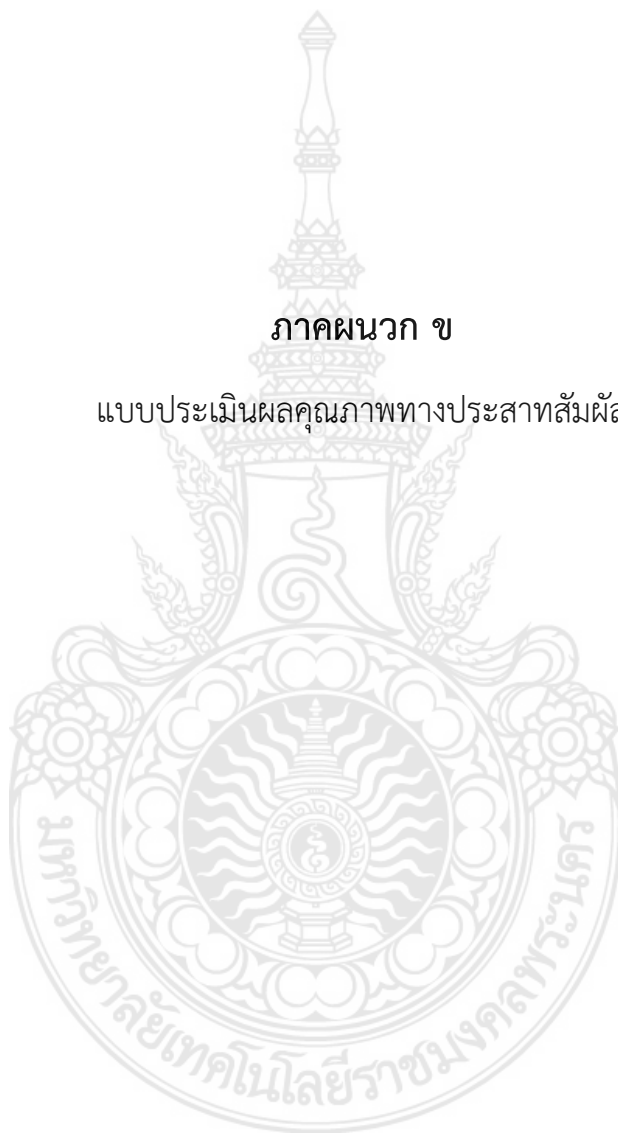 ภาคผนวก ข
แบบประเมินผลคุณภาพทางประสาทสัมผัส
มหาวิทยาลัยเทคโนโลยีราชมงคลพระนคร